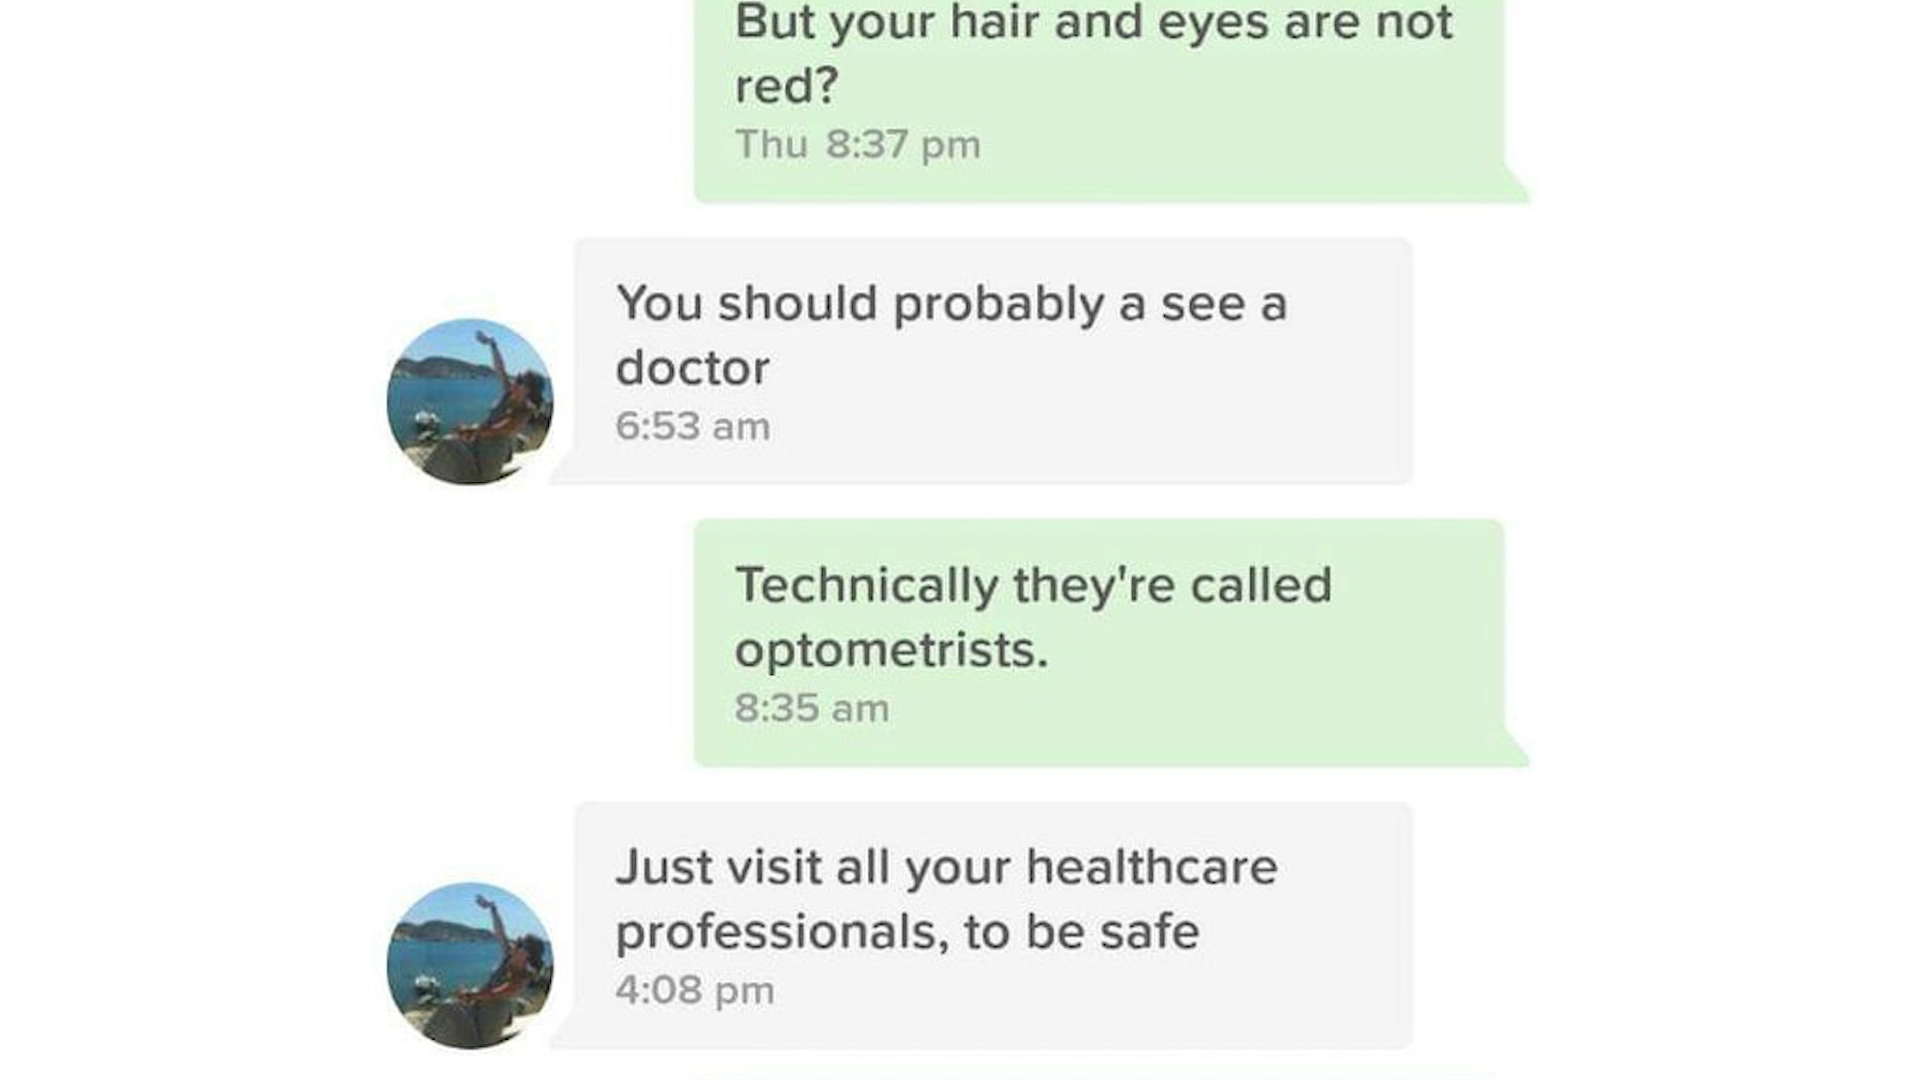 But your hair and eyes are not
red?
Thu 8:37 pm
You should probably a see a
doctor
6:53 am
Technically they're called
optometrists.
8:35 am
Just visit all your healthcare
professionals, to be safe
4:08 pm